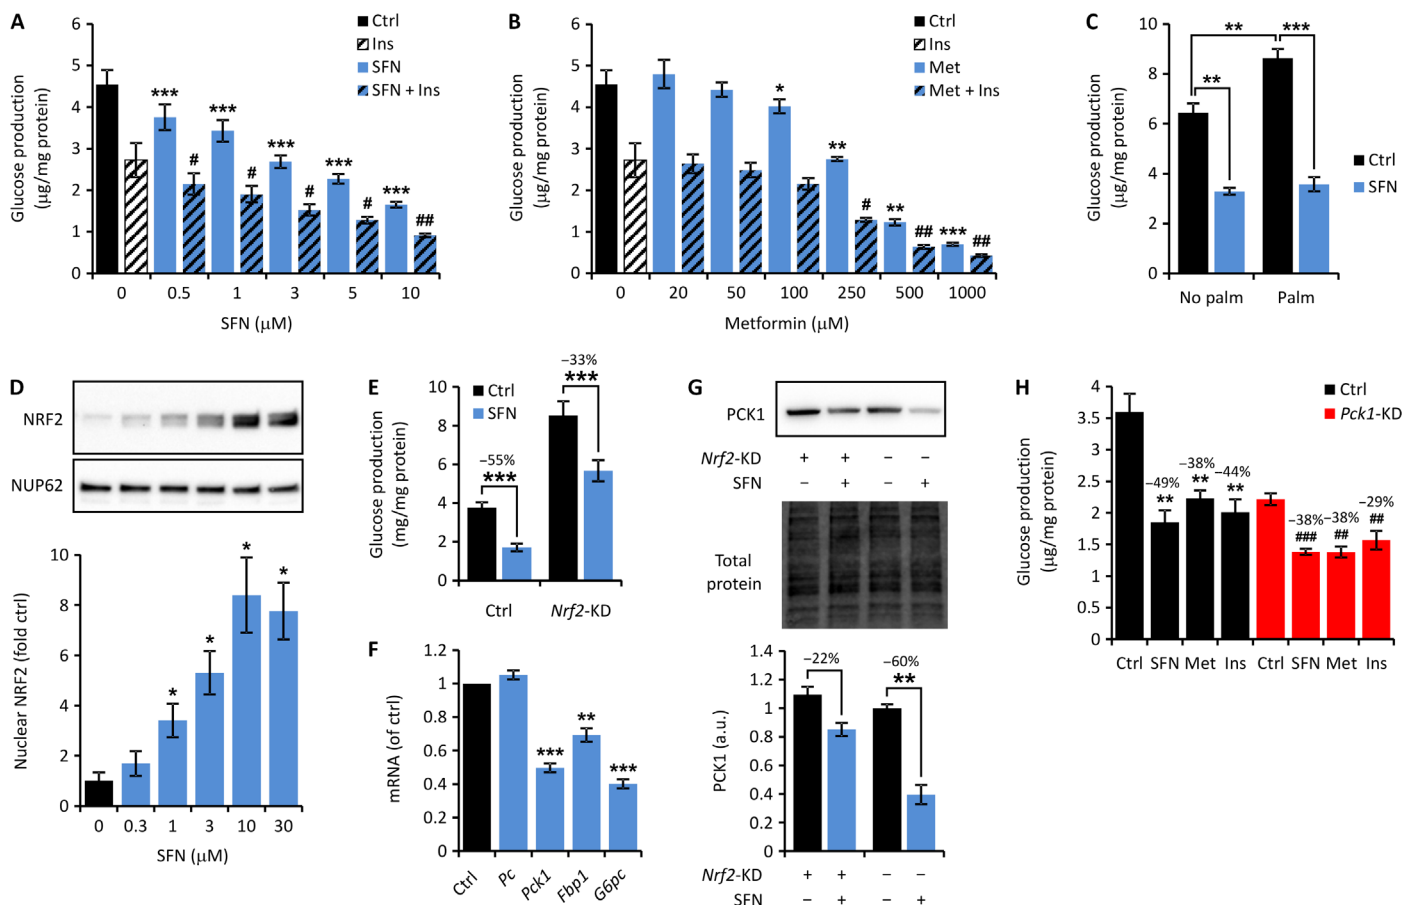 A
Glucose production
(µg/mg protein)
6
5
4
3
2
1
0
Ctrl
Ins
SFN
SFN + Ins
***
***
***
***
***
#
#
#
#
##
0 0.5 1 3 5 10
SFN (µM)
B
Glucose production
(µg/mg protein)
6
5
4
3
2
1
0
Ctrl
Ins
Met
Met + Ins
*
**
#
**
##
***
##
0 20 50 100 250 500 1000
Metformin (µM)
C
Glucose production
(µg/mg protein)
10
8
6
4
2
0
** ***
**
Ctrl
SFN
No palm Palm
D
NRF2
NUP62
Nuclear NRF2 (fold ctrl)
10
8
6
4
2
0
*
*
*
*
0 0.3 1 3 10 30
SFN (µM)
E
Glucose production
(mg/mg protein)
10
8
6
4
2
0
Ctrl
SFN
−55%
***
−33%
***
Ctrl Nrf2-KD
F
mRNA (of ctrl)
1.2
1
0.8
0.6
0.4
0.2
0
***
**
***
Ctrl Pc Pck1 Fbp1 G6pc
G
PCK1
Nrf2-KD + + − −
SFN − + − +
Total
protein
PCK1 (a.u.)
1.4
1.2
1
0.8
0.6
0.4
0.2
0
−22%
−60%
**
Nrf2-KD + + − −
SFN − + − +
H
Glucose production
(µg/mg protein)
4
3.5
3
2.5
2
1.5
1
0.5
0
Ctrl
Pck1-KD
−49%
**
−38%
**
−44%
**
−38%
###
−38%
##
−29%
##
Ctrl SFN Met Ins Ctrl SFN Met Ins